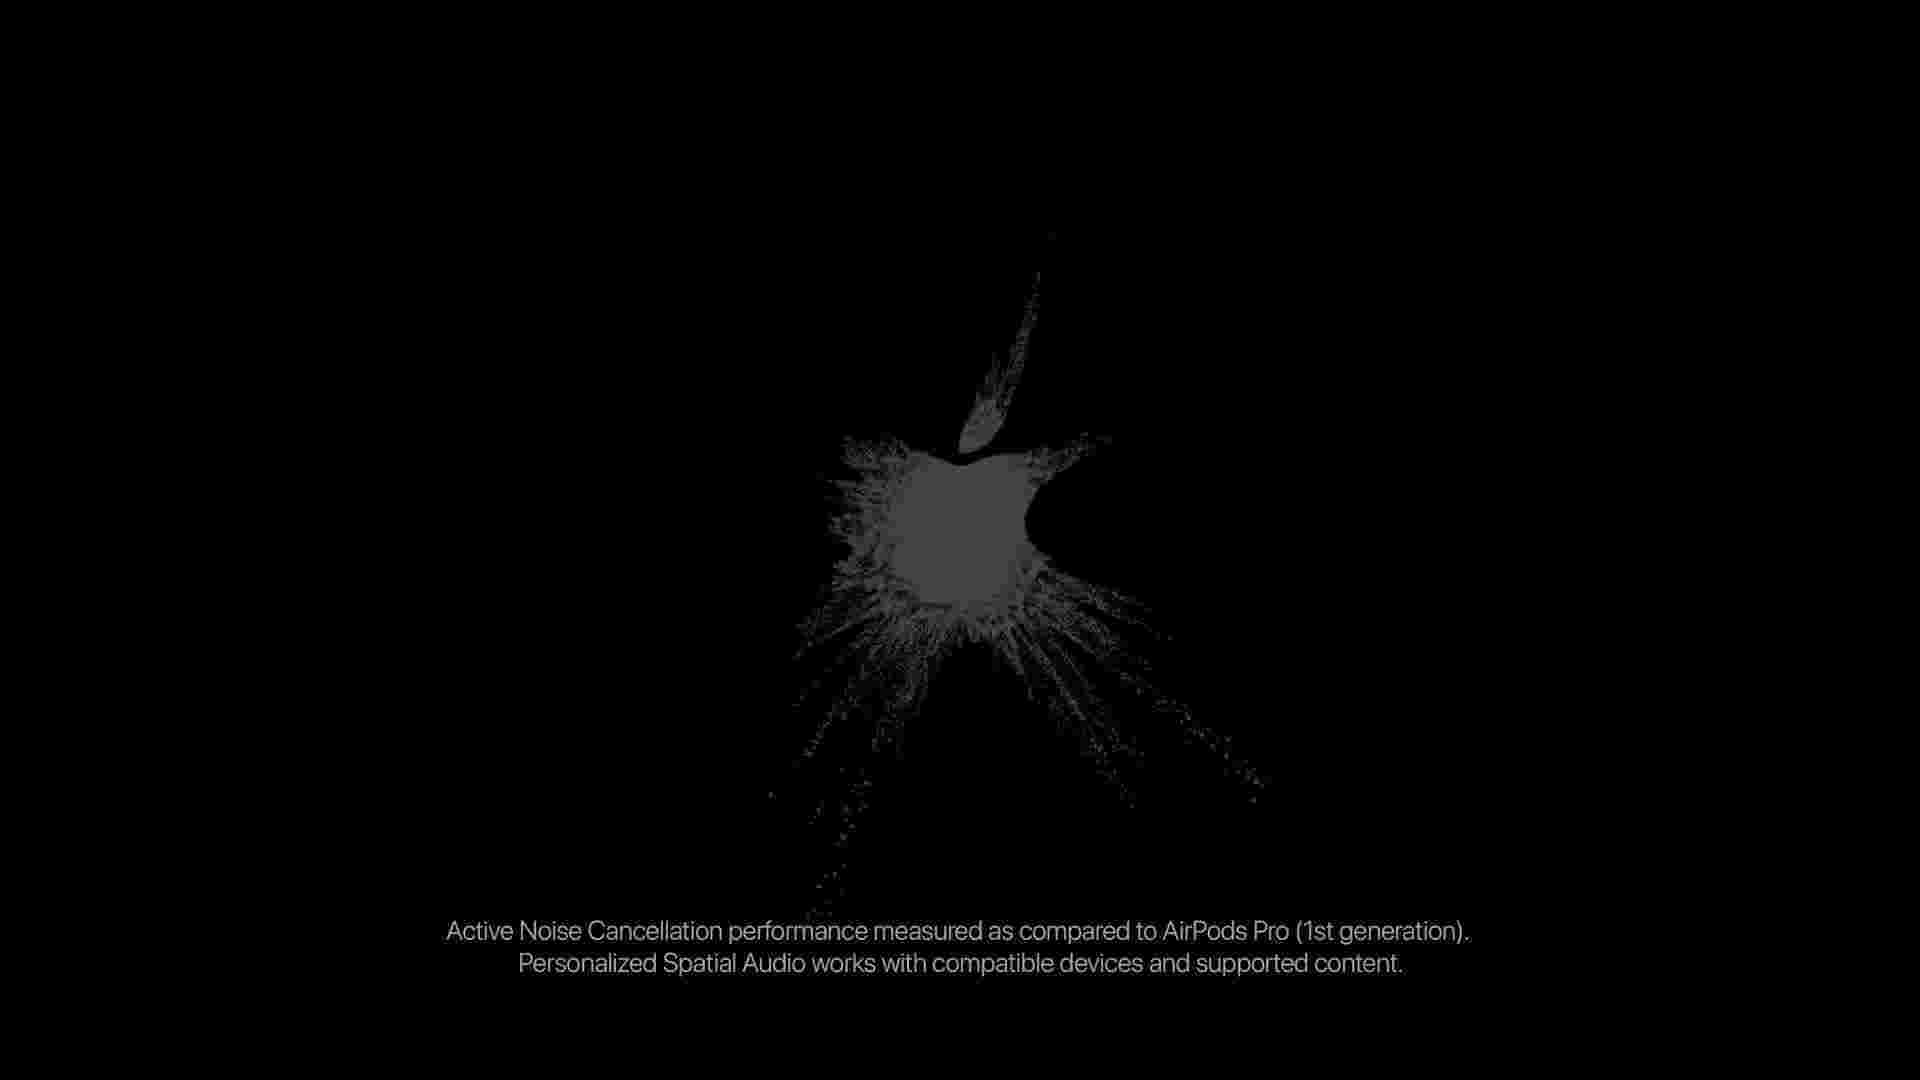 Active Noise Cancellation performance measured as compared to AirPods Pro (1st generation).
Personalized Spatial Audio works with compatible devices and supported content.